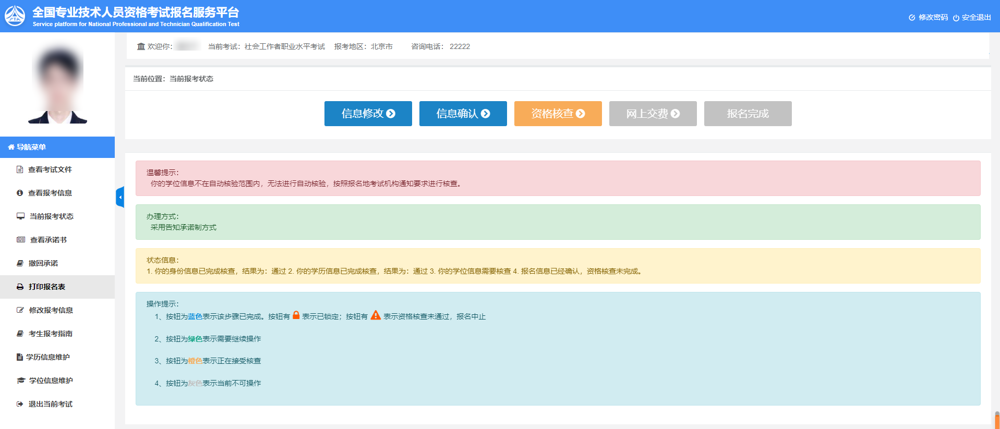 全国专业技术人员资格考试报名服务平台
Service platform for National Professional and Technician Qualification Test
修改密码 安全退出
欢迎你： 当前考试：社会工作者职业水平考试 报考地区：北京市 咨询电话： 22222
当前位置：当前报考状态
信息修改 信息确认 资格核查 网上交费 报名完成
导航菜单
查看考试文件
查看报考信息
当前报考状态
查看承诺书
撤回承诺
打印报名表
修改报考信息
考生报考指南
学历信息维护
学位信息维护
退出当前考试
温馨提示：
你的学位信息不在自动核验范围内，无法进行自动核验，按照报名地考试机构通知要求进行核查。
办理方式：
采用告知承诺制方式
状态信息：
1. 你的身份信息已完成核查，结果为：通过 2. 你的学历信息已完成核查，结果为：通过 3. 你的学位信息需要核查 4. 报名信息已经确认，资格核查未完成。
操作提示：
1、按钮为蓝色表示该步骤已完成。按钮有 表示已锁定；按钮有 表示资格核查未通过，报名中止
2、按钮为绿色表示需要继续操作
3、按钮为橙色表示正在接受核查
4、按钮为灰色表示当前不可操作